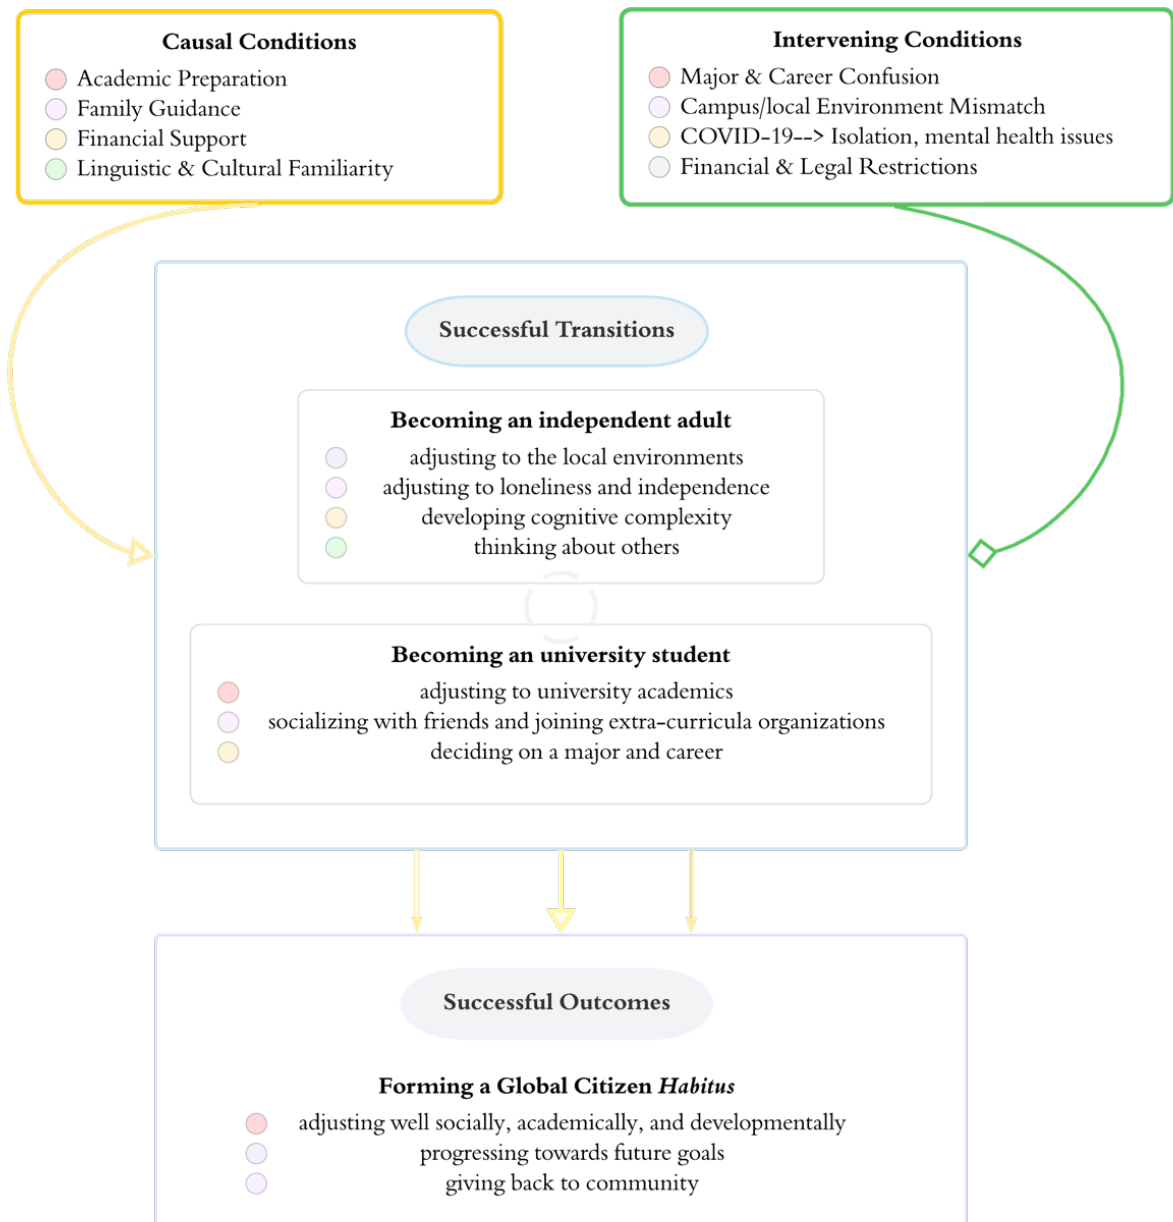 Causal Conditions
Academic Preparation
Family Guidance
Financial Support
Linguistic & Cultural Familiarity
Intervening Conditions
Major & Career Confusion
Campus/local Environment Mismatch
COVID-19--> Isolation, mental health issues
Financial & Legal Restrictions
Successful Transitions
Becoming an independent adult
adjusting to the local environments
adjusting to loneliness and independence
developing cognitive complexity
thinking about others
Becoming an university student
adjusting to university academics
socializing with friends and joining extra-curricula organizations
deciding on a major and career
Successful Outcomes
Forming a Global Citizen Habitus
adjusting well socially, academically, and developmentally
progressing towards future goals
giving back to community